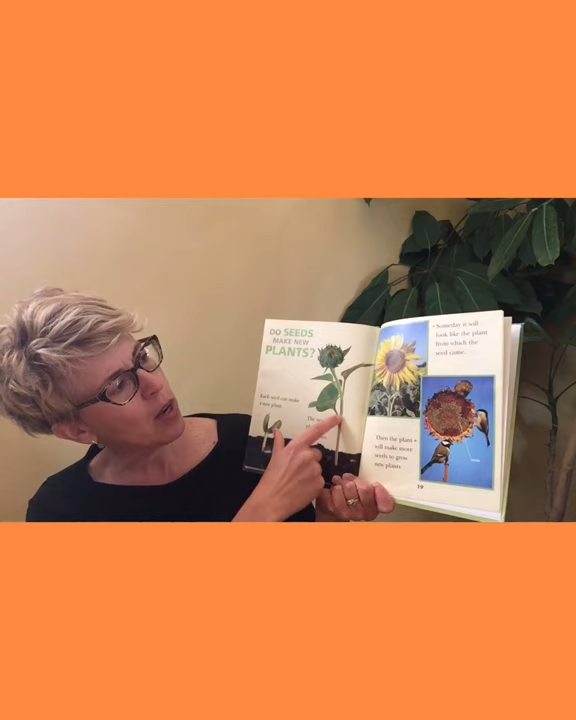 DO SEEDS
MAKE NEW
PLANTS?
Each seed can make
a new plant.
The
Someday it will
look like the plant
from which the
seed came.
Then the plant
will make more
seeds to grow
new plants.
19